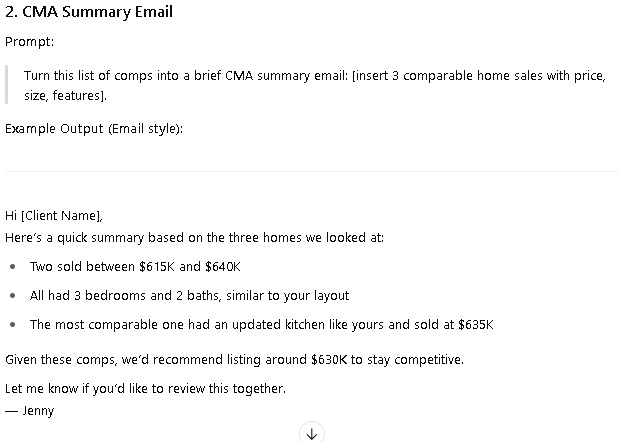 2. CMA Summary Email
Prompt:
Turn this list of comps into a brief CMA summary email: [insert 3 comparable home sales with price,
size, features].
Example Output (Email style):
Hi [Client Name],
Here's a quick summary based on the three homes we looked at:
• Two sold between $615K and $640K
• All had 3 bedrooms and 2 baths, similar to your layout
• The most comparable one had an updated kitchen like yours and sold at $635K
Given these comps, we'd recommend listing around $630K to stay competitive.
Let me know if you'd like to review this together.
— Jenny